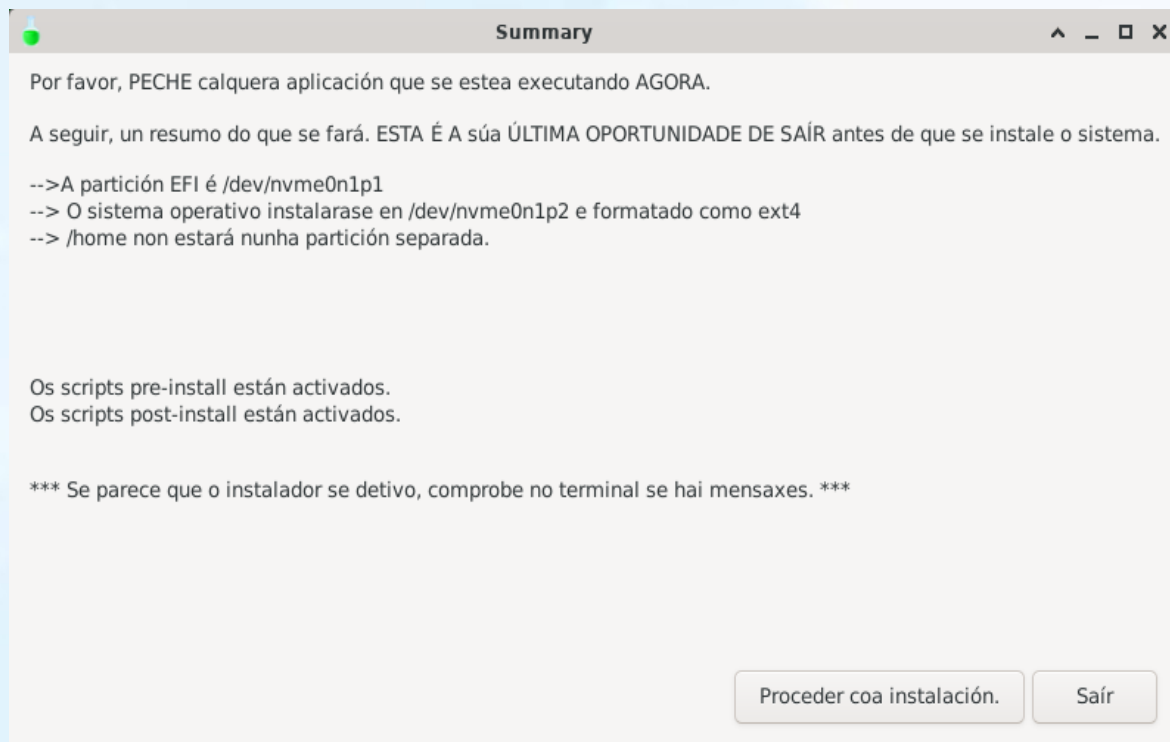 Summary
Por favor, PECHE calquera aplicación que se estea executando AGORA.
A seguir, un resumo do que se fará. ESTA É A súa ÚLTIMA OPORTUNIDADE DE SAÍR antes de que se instale o sistema.
-->A partición EFI é /dev/nvme0n1p1
--> O sistema operativo instalarase en /dev/nvme0n1p2 e formatado como ext4
--> /home non estará nunha partición separada.
Os scripts pre-install están activados.
Os scripts post-install están activados.
*** Se parece que o instalador se detivo, comprobe no terminal se hai mensaxes. ***
Proceder coa instalación.
Saír